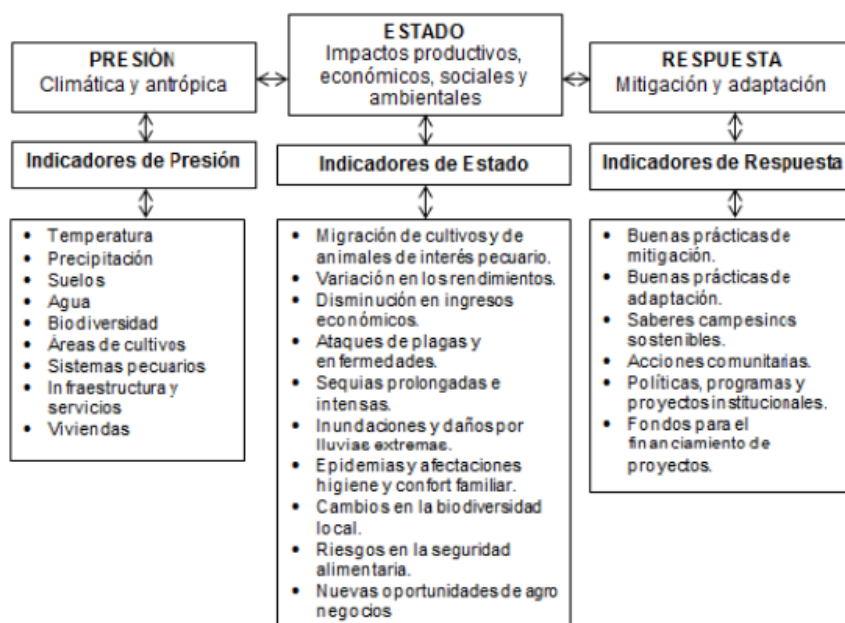 PRESIÓN
Climática y antrópica
ESTADO
Impactos productivos,
económicos, sociales y
ambientales
RESPUESTA
Mitigación y adaptación
Indicadores de Presión
Indicadores de Estado
Indicadores de Respuesta
• Temperatura
• Precipitación
• Suelos
• Agua
• Biodiversidad
• Áreas de cultivos
• Sistemas pecuarios
• Infraestructura y
servicios
• Viviendas
• Migración de cultivos y de
animales de interés pecuario.
• Variación en los rendimientos.
• Disminución en ingresos
económicos.
• Ataques de plagas y
enfermedades.
• Sequias prolongadas e
intensas.
• Inundaciones y daños por
lluvias extremas.
• Epidemias y afectaciones
higiene y confort familiar.
• Cambios en la biodiversidad
local.
• Riesgos en la seguridad
alimentaria.
• Nuevas oportunidades de agro
negocios
• Buenas prácticas de
mitigación.
• Buenas prácticas de
adaptación.
• Saberes campesinos
sostenibles.
• Acciones comunitarias.
• Políticas, programas y
proyectos institucionales.
• Fondos para el
financiamiento de
proyectos.